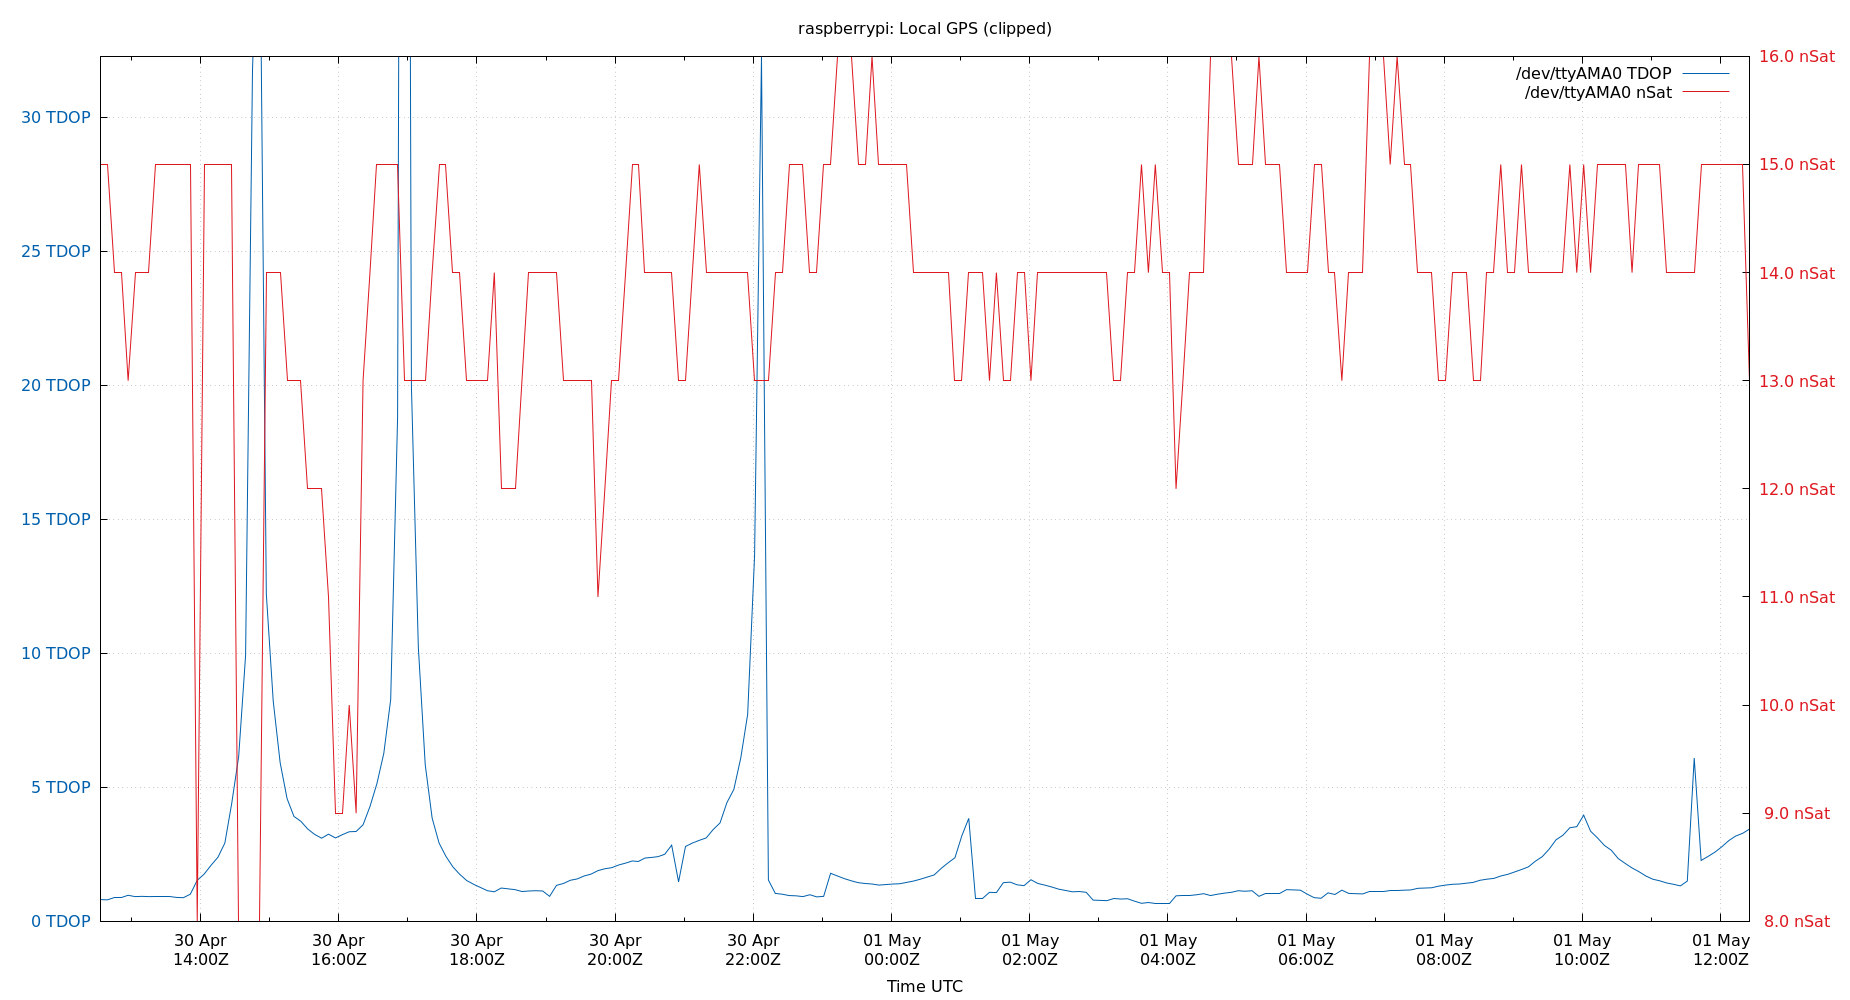 raspberrypi: Local GPS (clipped)
/dev/ttyAMA0 TDOP
/dev/ttyAMA0 nSat
30 TDOP
25 TDOP
20 TDOP
15 TDOP
10 TDOP
5 TDOP
0 TDOP
16.0 nSat
15.0 nSat
14.0 nSat
13.0 nSat
12.0 nSat
11.0 nSat
10.0 nSat
9.0 nSat
8.0 nSat
30 Apr
14:00Z
30 Apr
16:00Z
30 Apr
18:00Z
30 Apr
20:00Z
30 Apr
22:00Z
01 May
00:00Z
01 May
02:00Z
01 May
04:00Z
01 May
06:00Z
01 May
08:00Z
01 May
10:00Z
01 May
12:00Z
Time UTC